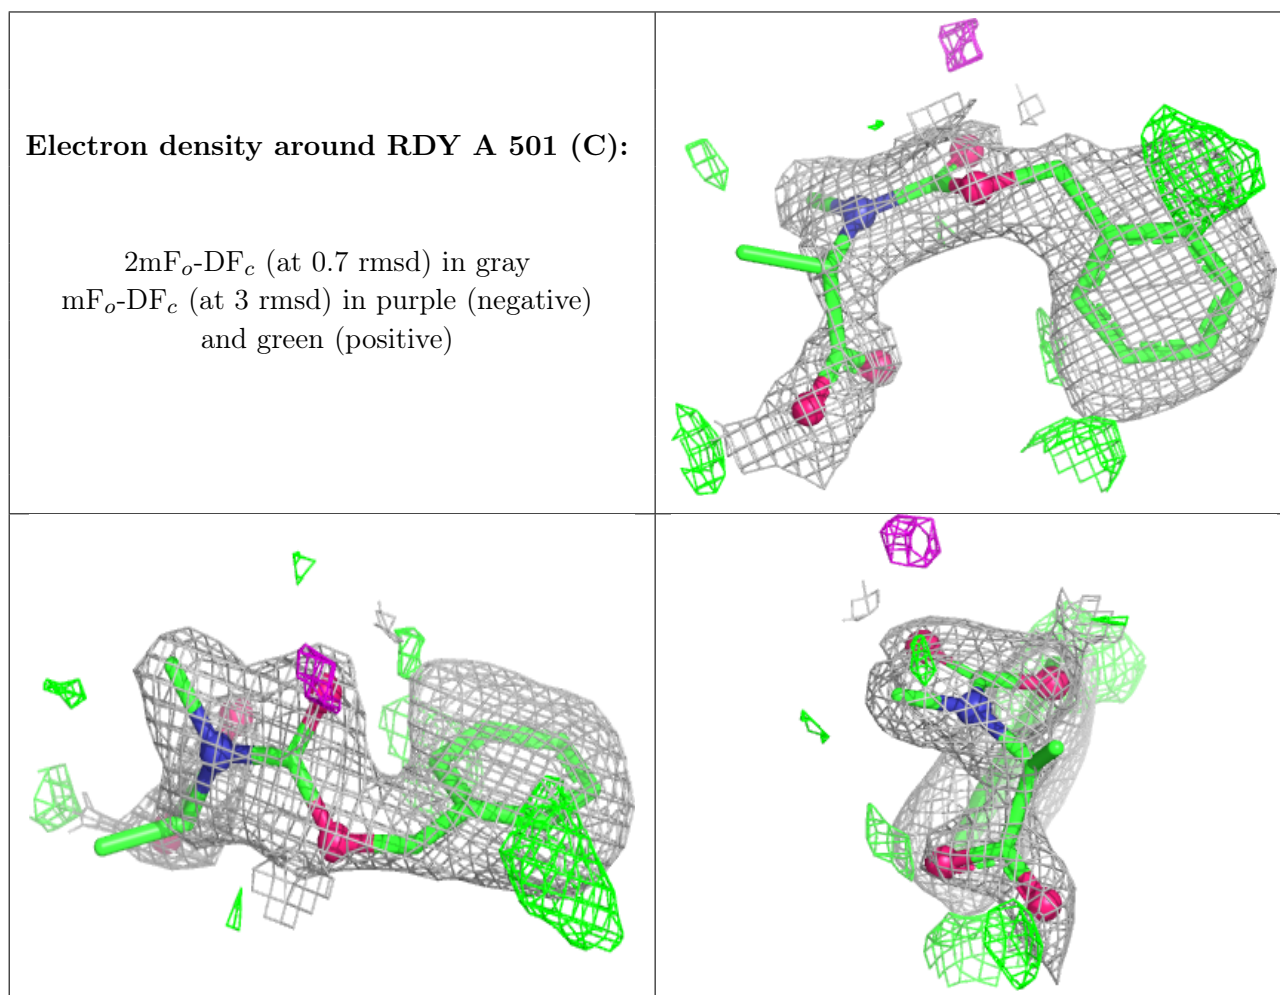 Electron density around RDY A 501 (C):
2mFₒ-DF𝒸 (at 0.7 rmsd) in gray
mFₒ-DF𝒸 (at 3 rmsd) in purple (negative)
and green (positive)